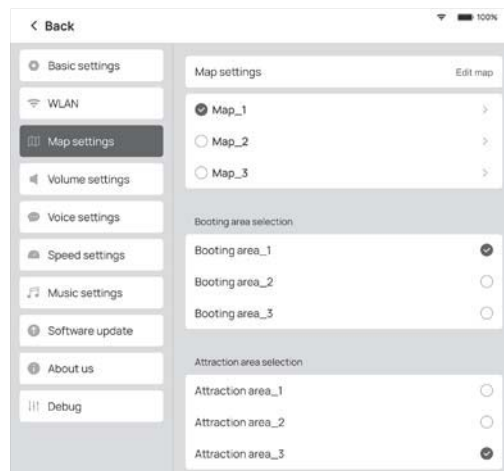 Back
100%
Basic settings
WLAN
Map settings
Volume settings
Voice settings
Speed settings
Music settings
Software update
About us
Debug
Map settings
Edit map
Map_1
Map_2
Map_3
Booting area selection
Booting area_1
Booting area_2
Booting area_3
Attraction area selection
Attraction area_1
Attraction area_2
Attraction area_3